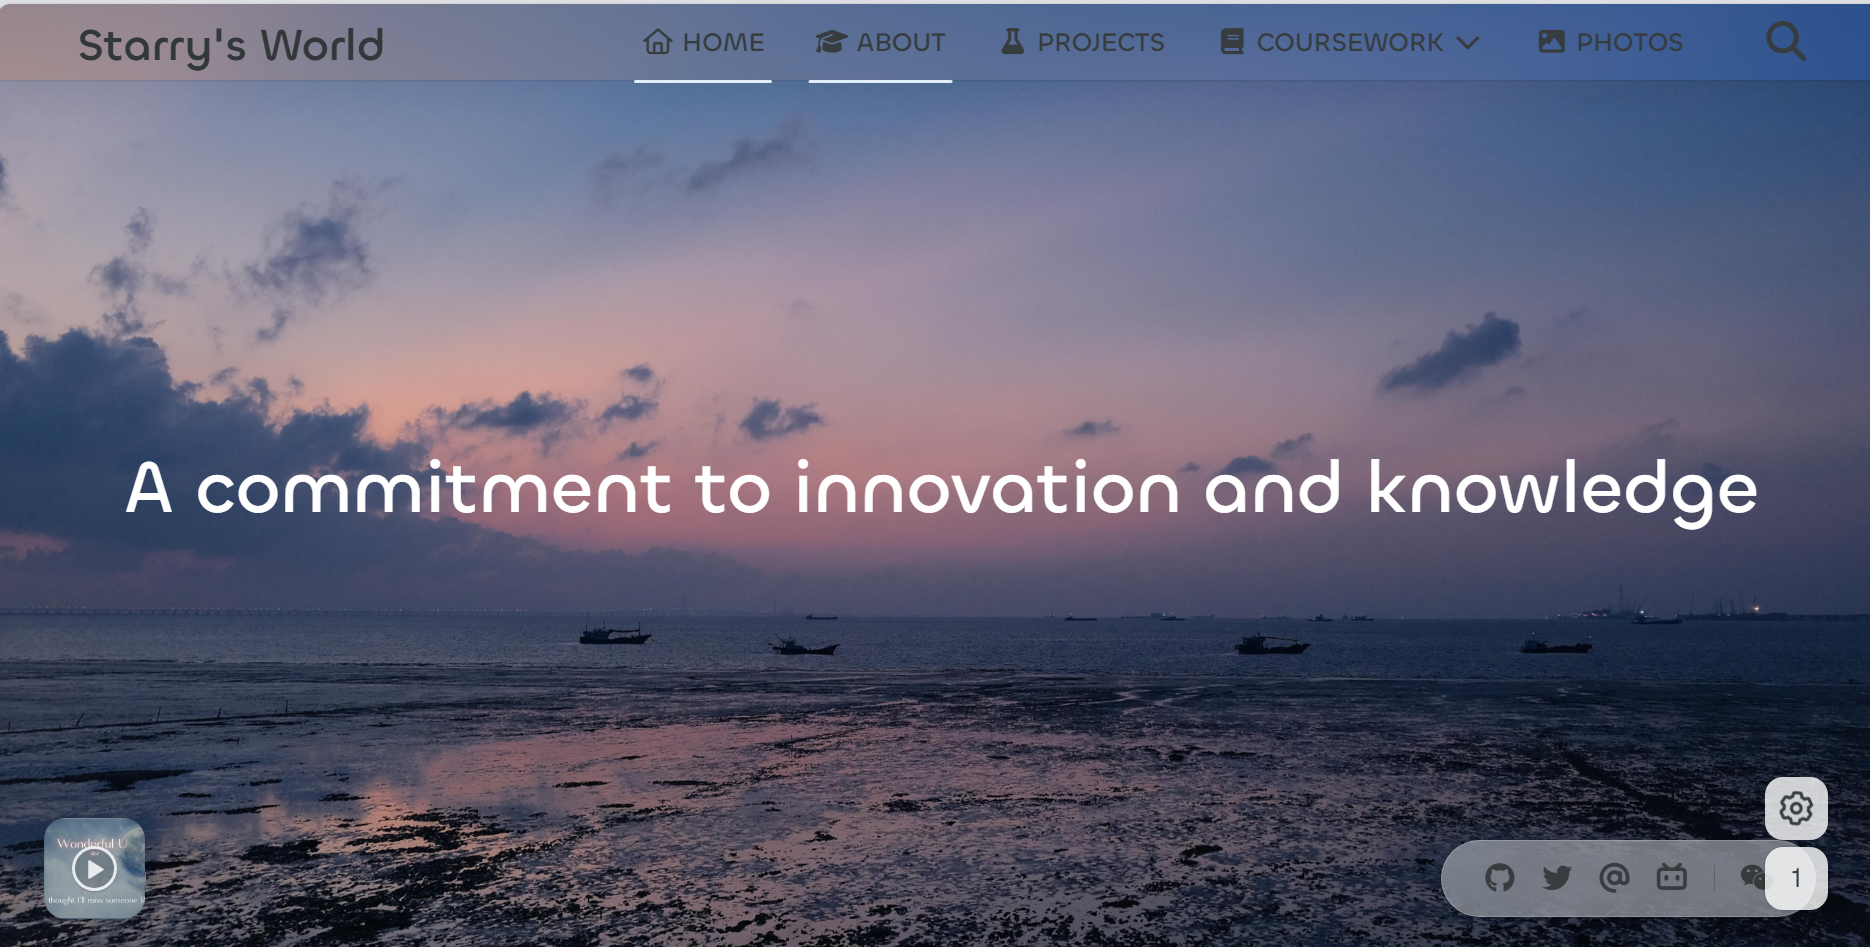 Starry's World
HOME
ABOUT
PROJECTS
COURSEWORK
PHOTOS
A commitment to innovation and knowledge
Wonderful U
thought I'll miss someone
1